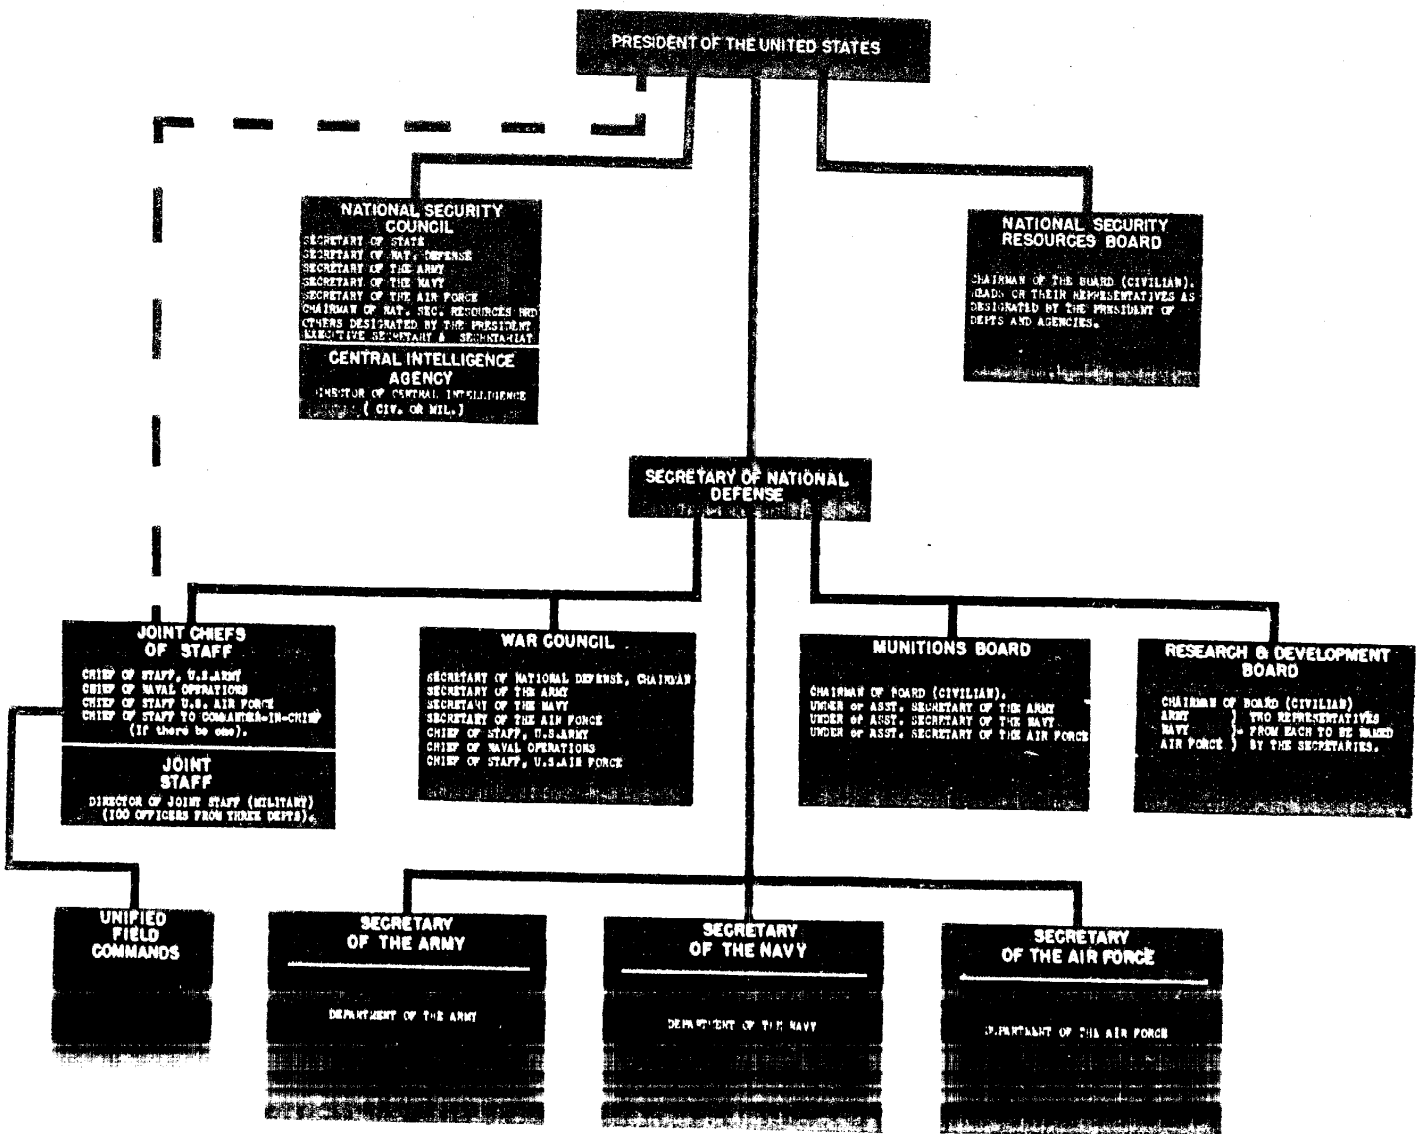 PRESIDENT OF THE UNITED STATES
NATIONAL SECURITY
COUNCIL
SECRETARY OF STATE
SECRETARY OF NAT. DEFENSE
SECRETARY OF THE ARMY
SECRETARY OF THE NAVY
SECRETARY OF THE AIR FORCE
CHAIRMAN OF NAT. SEC. RESOURCES BRD
OTHERS DESIGNATED BY THE PRESIDENT
EXECUTIVE SECRETARY & SECRETARIAT
CENTRAL INTELLIGENCE
AGENCY
DIRECTOR OF CENTRAL INTELLIGENCE
( CIV. OR MIL.)
NATIONAL SECURITY
RESOURCES BOARD
CHAIRMAN OF THE BOARD (CIVILIAN).
HEADS OR THEIR REPRESENTATIVES AS
DESIGNATED BY THE PRESIDENT OF
DEPTS AND AGENCIES.
SECRETARY OF NATIONAL
DEFENSE
JOINT CHIEFS
OF STAFF
CHIEF OF STAFF, U.S.ARMY
CHIEF OF NAVAL OPERATIONS
CHIEF OF STAFF U.S. AIR FORCE
CHIEF OF STAFF TO COMMANDER-IN-CHIEF
(If there be one).
JOINT
STAFF
DIRECTOR OF JOINT STAFF (MILITARY)
(100 OFFICERS FROM THREE DEPTS).
WAR COUNCIL
SECRETARY OF NATIONAL DEFENSE, CHAIRMAN
SECRETARY OF THE ARMY
SECRETARY OF THE NAVY
SECRETARY OF THE AIR FORCE
CHIEF OF STAFF, U.S.ARMY
CHIEF OF NAVAL OPERATIONS
CHIEF OF STAFF, U.S.AIR FORCE
MUNITIONS BOARD
CHAIRMAN OF BOARD (CIVILIAN).
UNDER or ASST. SECRETARY OF THE ARMY
UNDER or ASST. SECRETARY OF THE NAVY
UNDER or ASST. SECRETARY OF THE AIR FORCE
RESEARCH & DEVELOPMENT
BOARD
CHAIRMAN OF BOARD (CIVILIAN)
ARMY ) TWO REPRESENTATIVES
NAVY )- FROM EACH TO BE NAMED
AIR FORCE ) BY THE SECRETARIES.
UNIFIED
FIELD
COMMANDS
SECRETARY
OF THE ARMY
DEPARTMENT OF THE ARMY
SECRETARY
OF THE NAVY
DEPARTMENT OF THE NAVY
SECRETARY
OF THE AIR FORCE
DEPARTMENT OF THE AIR FORCE